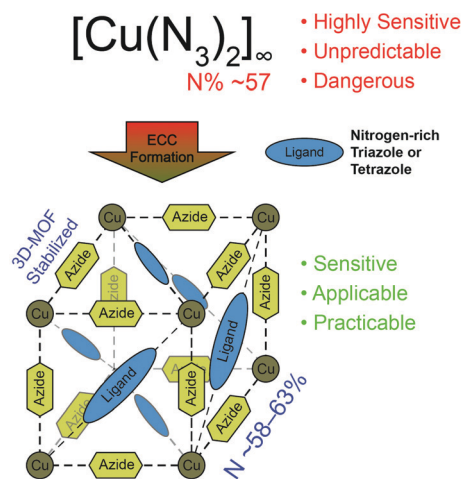 [Cu(N3)2]∞
N% ~57
• Highly Sensitive
• Unpredictable
• Dangerous
ECC
Formation
Ligand
Nitrogen-rich
Triazole or
Tetrazole
3D-MOF
Stabilized
Cu
Azide
Cu
Azide
Azide
Azide
Azide
Cu
Azide
Cu
• Sensitive
• Applicable
• Practicable
Ligand
Azide
Ligand
Azide
Cu
Azide
Azide
Azide
Cu
Azide
Cu
N ~58–63%